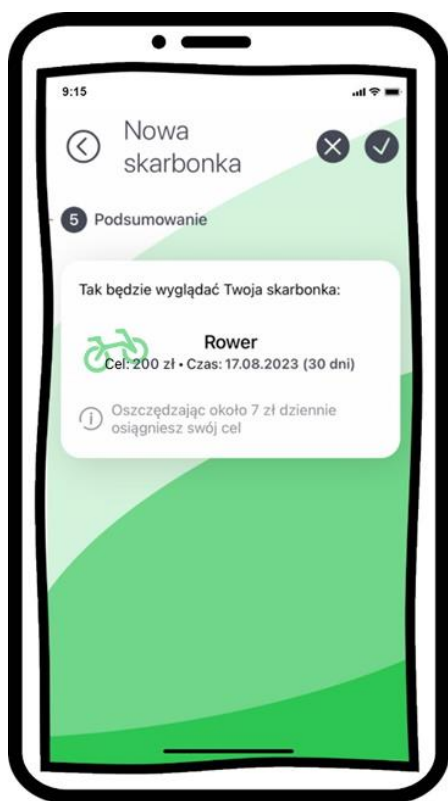 9:15
Nowa
skarbonka
5 Podsumowanie
Tak będzie wyglądać Twoja skarbonka:
Rower
Cel: 200 zł • Czas: 17.08.2023 (30 dni)
Oszczędzając około 7 zł dziennie
osiągniesz swój cel